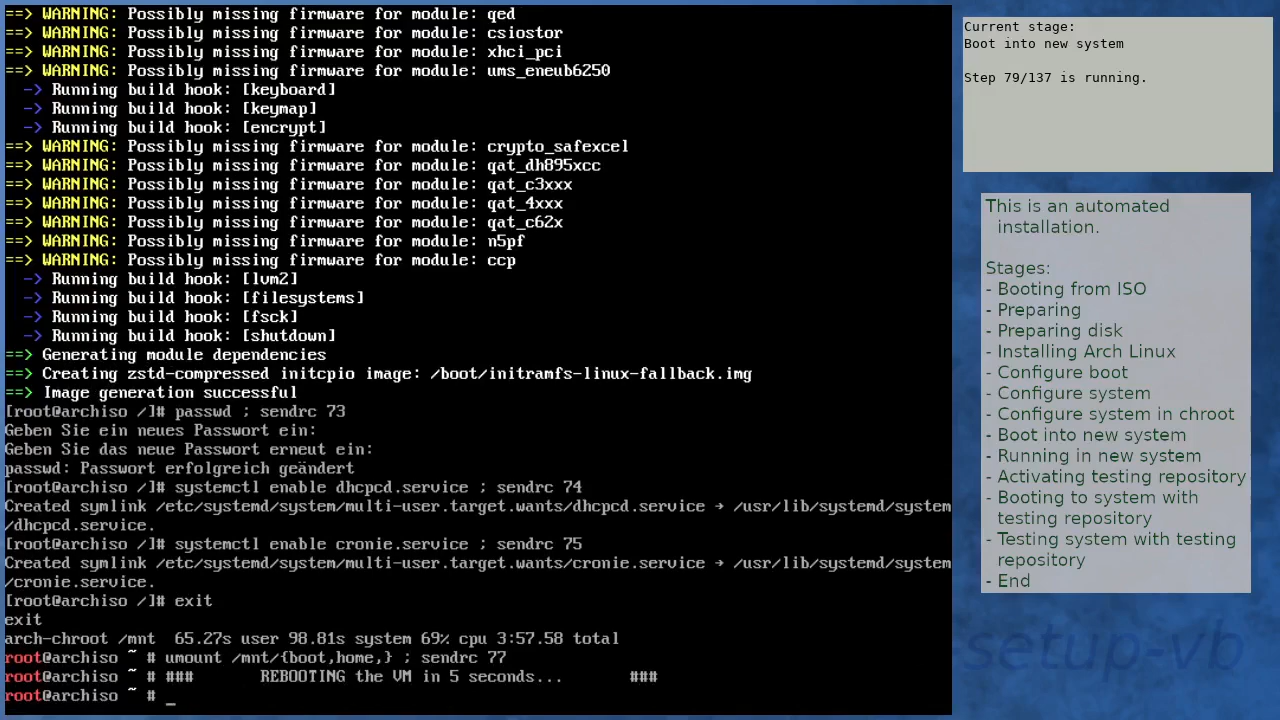 ==> WARNING: Possibly missing firmware for module: qed
==> WARNING: Possibly missing firmware for module: csiostor
==> WARNING: Possibly missing firmware for module: xhci_pci
==> WARNING: Possibly missing firmware for module: ums_eneub6250
  -> Running build hook: [keyboard]
  -> Running build hook: [keymap]
  -> Running build hook: [encrypt]
==> WARNING: Possibly missing firmware for module: crypto_safexcel
==> WARNING: Possibly missing firmware for module: qat_dh895xcc
==> WARNING: Possibly missing firmware for module: qat_c3xxx
==> WARNING: Possibly missing firmware for module: qat_4xxx
==> WARNING: Possibly missing firmware for module: qat_c62x
==> WARNING: Possibly missing firmware for module: n5pf
==> WARNING: Possibly missing firmware for module: ccp
  -> Running build hook: [lvm2]
  -> Running build hook: [filesystems]
  -> Running build hook: [fsck]
  -> Running build hook: [shutdown]
==> Generating module dependencies
==> Creating zstd-compressed initcpio image: /boot/initramfs-linux-fallback.img
==> Image generation successful
[root@archiso /]# passwd ; sendrc 73
Geben Sie ein neues Passwort ein:
Geben Sie das neue Passwort erneut ein:
passwd: Passwort erfolgreich geändert
[root@archiso /]# systemctl enable dhcpcd.service ; sendrc 74
Created symlink /etc/systemd/system/multi-user.target.wants/dhcpcd.service → /usr/lib/systemd/system
/dhcpcd.service.
[root@archiso /]# systemctl enable cronie.service ; sendrc 75
Created symlink /etc/systemd/system/multi-user.target.wants/cronie.service → /usr/lib/systemd/system
/cronie.service.
[root@archiso /]# exit
exit
arch-chroot /mnt  65.27s user 98.81s system 69% cpu 3:57.58 total
root@archiso ~ # umount /mnt/{boot,home,} ; sendrc 77
root@archiso ~ # ###       REBOOTING the VM in 5 seconds...       ###
root@archiso ~ # _
Current stage:
Boot into new system
Step 79/137 is running.
This is an automated
installation.
Stages:
- Booting from ISO
- Preparing
- Preparing disk
- Installing Arch Linux
- Configure boot
- Configure system
- Configure system in chroot
- Boot into new system
- Running in new system
- Activating testing repository
- Booting to system with
testing repository
- Testing system with testing
repository
- End
setup-vb